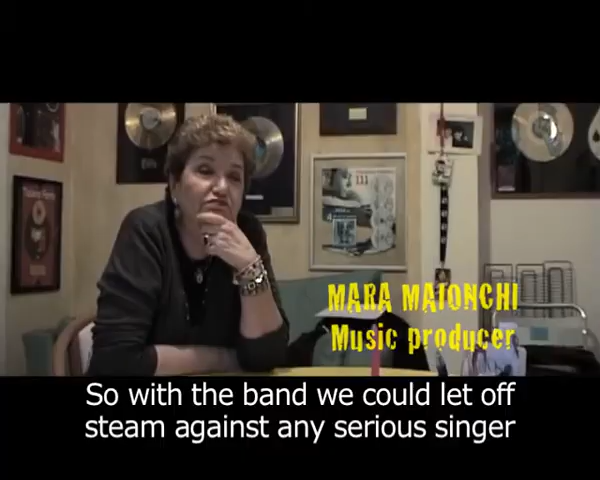 MARA MAIONCHI
Music producer
So with the band we could let off
steam against any serious singer